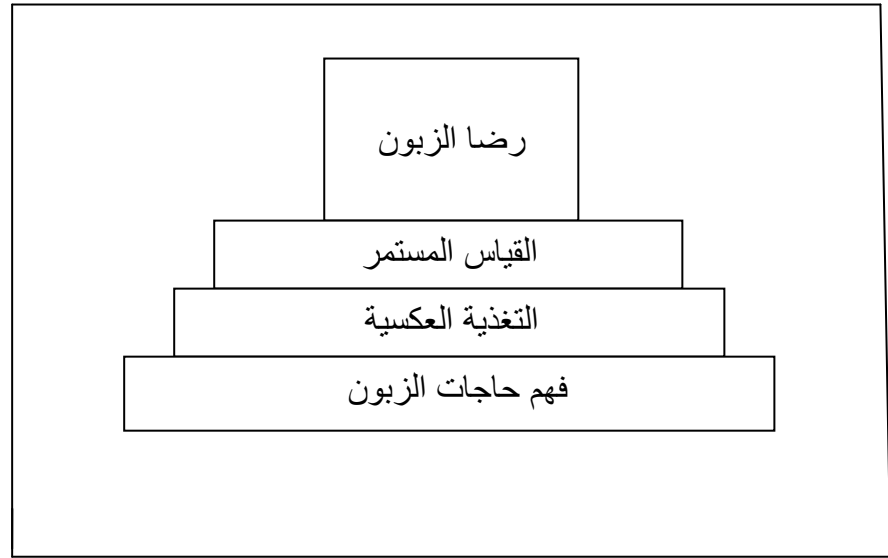 رضا الزبون
القياس المستمر
التغذية العكسية
فهم حاجات الزبون